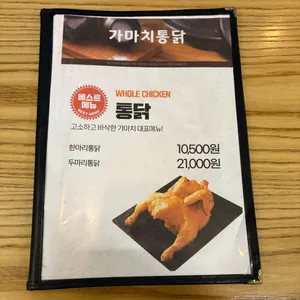 가마치통닭
베스트
메뉴
BEST MENU
WHOLE CHICKEN
통닭
고소하고 바삭한 가마치 대표메뉴!
한마리통닭 10,500원
두마리통닭 21,000원